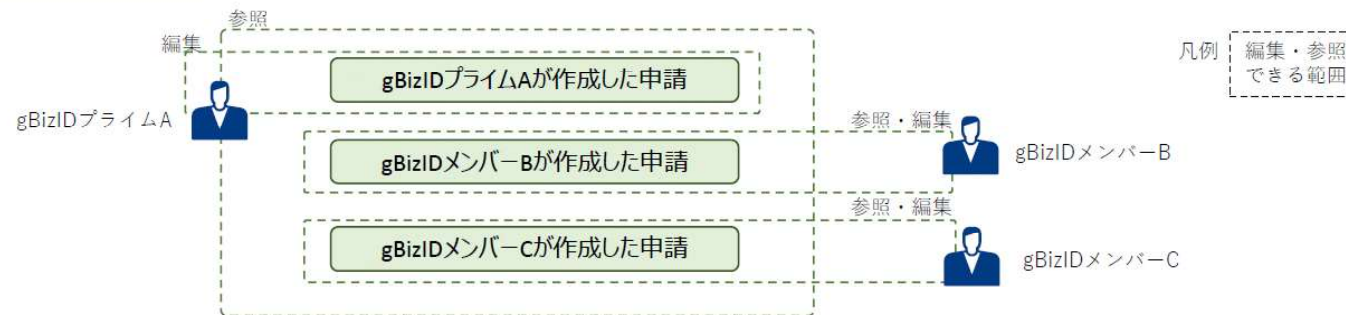 参照
編集
凡例
編集・参照
できる範囲
gBizIDプライムAが作成した申請
gBizIDプライムA
参照・編集
gBizIDメンバーBが作成した申請
gBizIDメンバーB
参照・編集
gBizIDメンバーCが作成した申請
gBizIDメンバーC